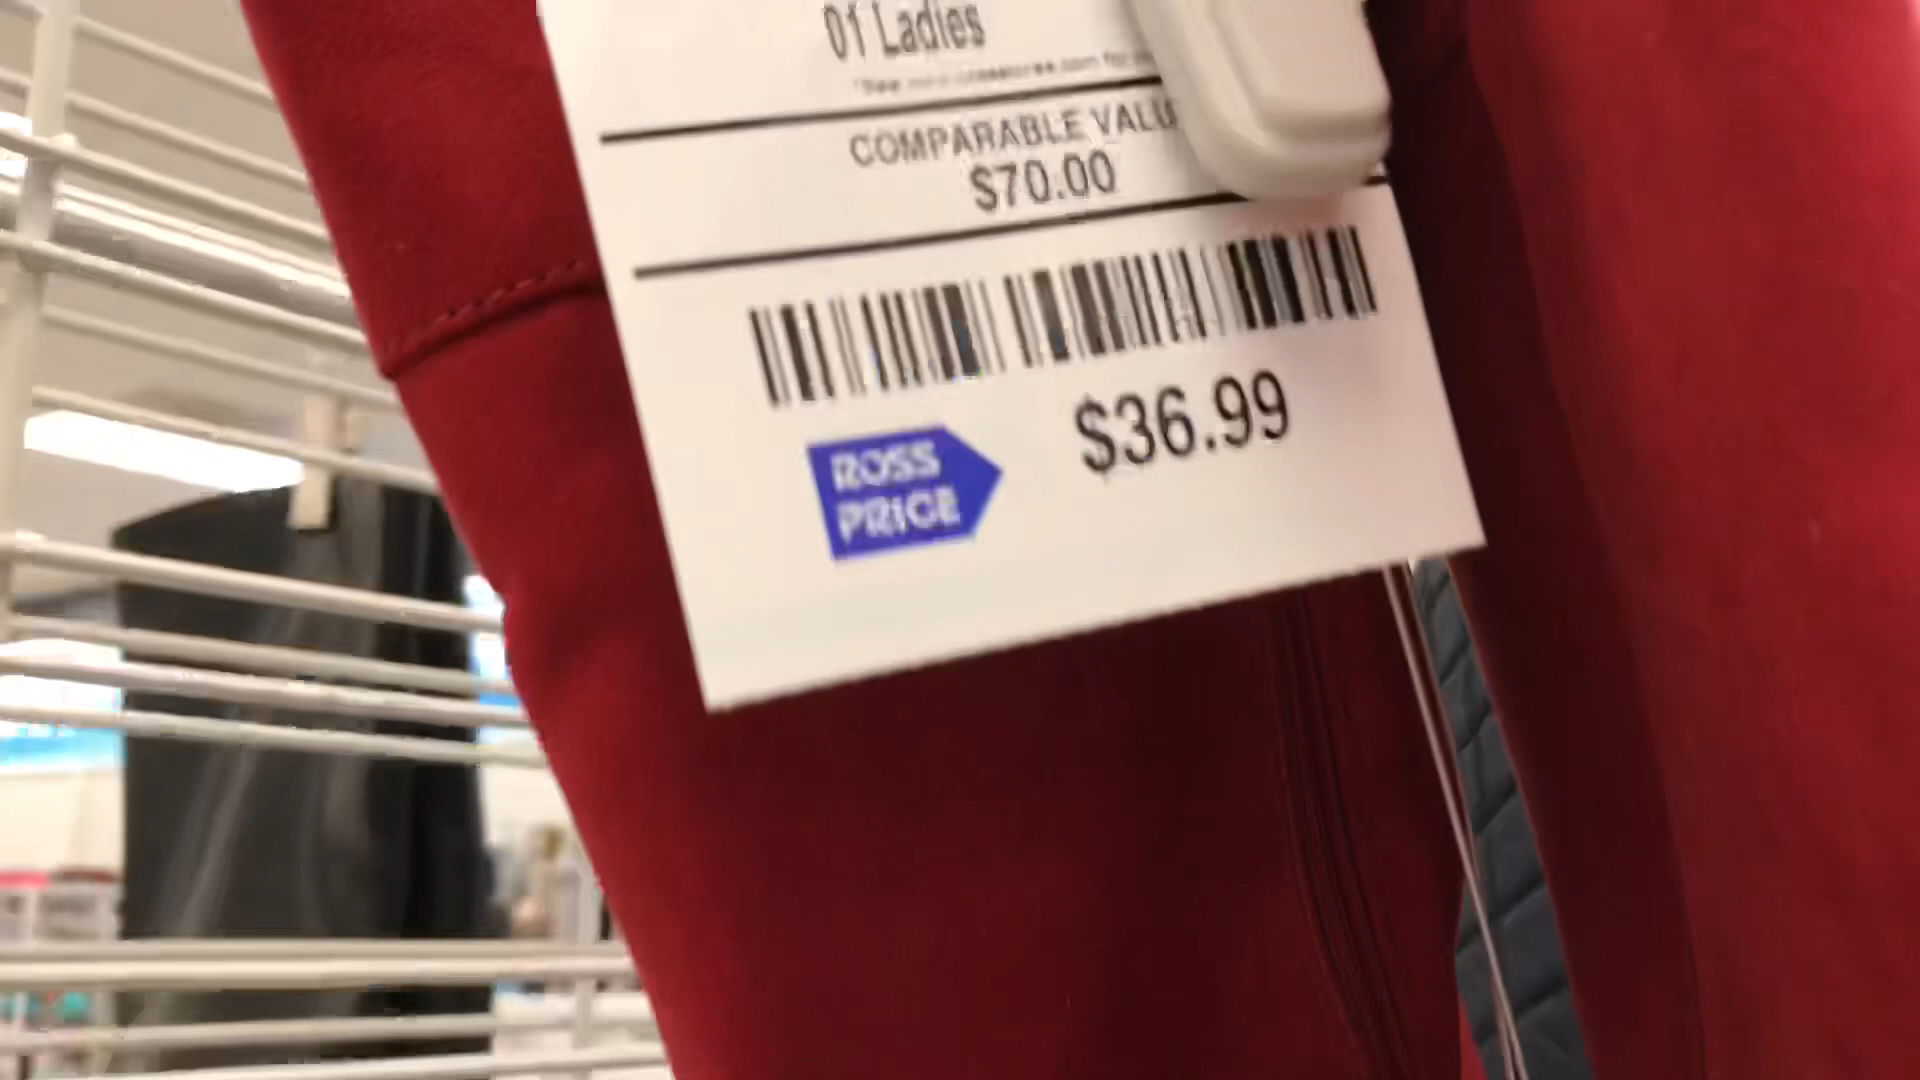 01 Ladies
COMPARABLE VALU
$70.00
$36.99
ROSS
PRICE